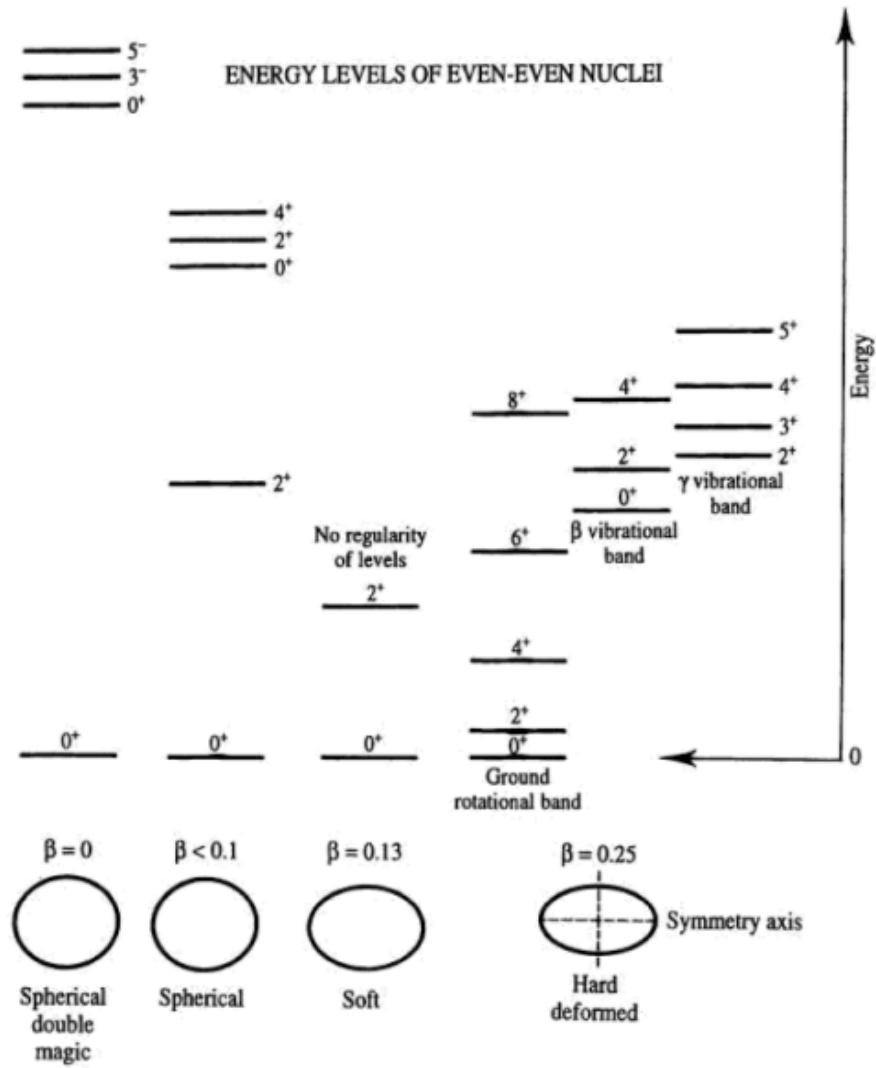 ENERGY LEVELS OF EVEN-EVEN NUCLEI
5⁻
3⁻
0⁺
4⁺
2⁺
0⁺
2⁺
0⁺
No regularity
of levels
2⁺
0⁺
8⁺
6⁺
4⁺
2⁺
0⁺
Ground
rotational band
4⁺
2⁺
0⁺
β vibrational
band
5⁺
4⁺
3⁺
2⁺
γ vibrational
band
0⁺
Energy
0
β = 0
β < 0.1
β = 0.13
β = 0.25
Symmetry axis
Spherical
double
magic
Spherical
Soft
Hard
deformed